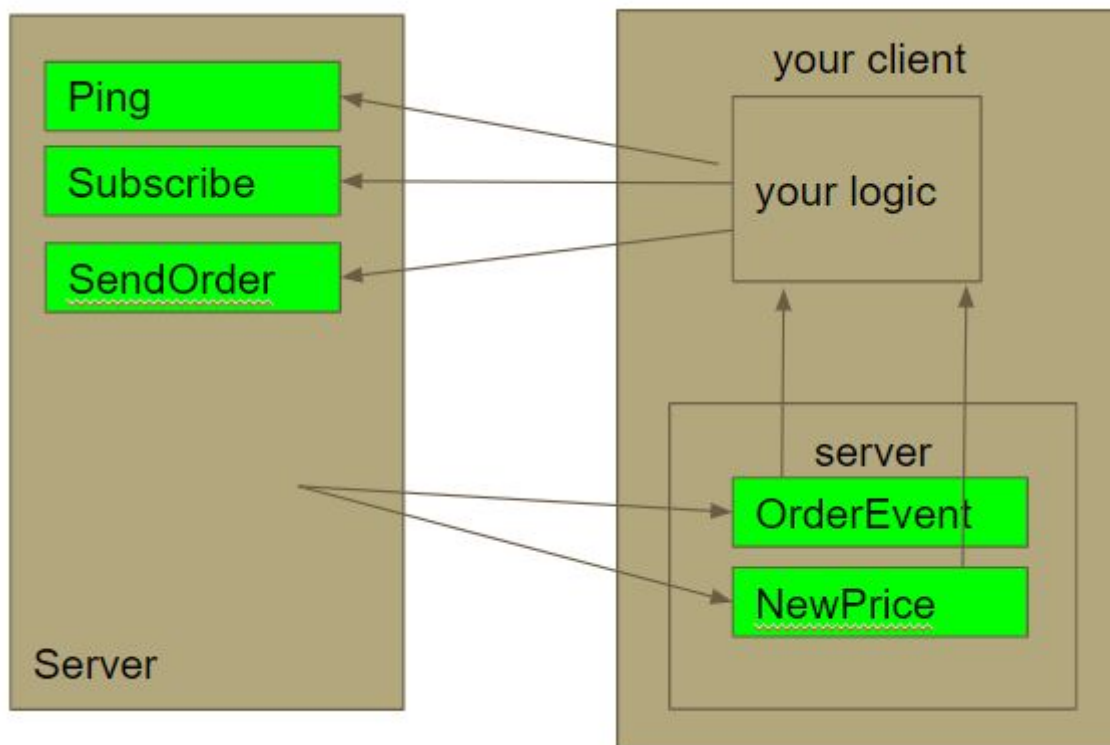 Ping
Subscribe
SendOrder
Server
your client
your logic
server
OrderEvent
NewPrice